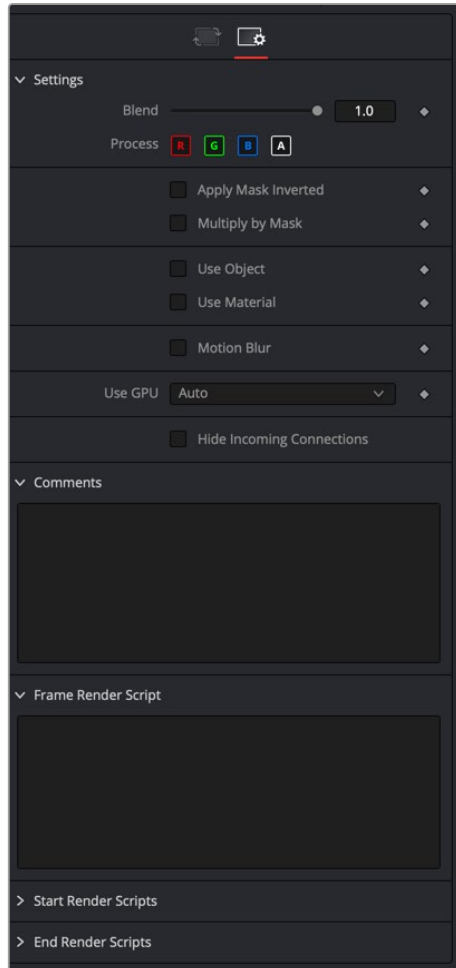 Settings
Blend 1.0
Process R G B A
Apply Mask Inverted
Multiply by Mask
Use Object
Use Material
Motion Blur
Use GPU Auto
Hide Incoming Connections
Comments
Frame Render Script
Start Render Scripts
End Render Scripts